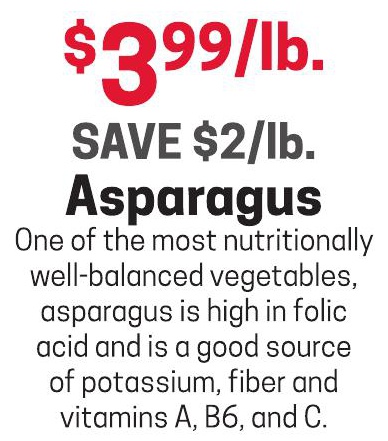 $3.99/lb.
SAVE $2/lb.
Asparagus
One of the most nutritionally
well-balanced vegetables,
asparagus is high in folic
acid and is a good source
of potassium, fiber and
vitamins A, B6, and C.